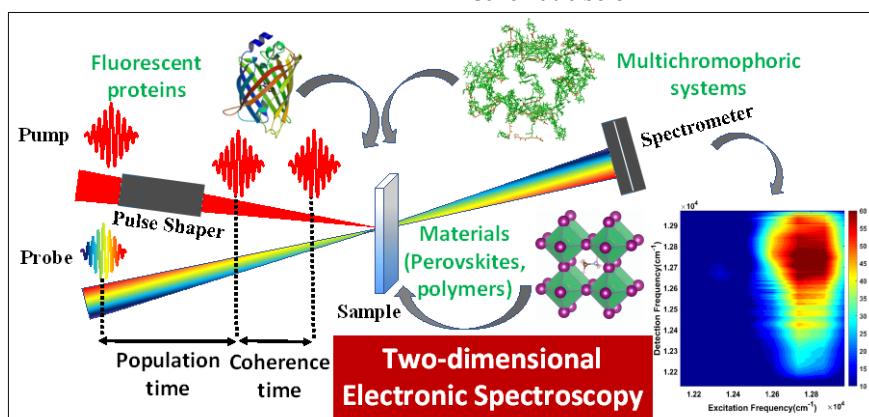 Fluorescent
proteins
Multichromophoric
systems
Spectrometer
Pump
Pulse Shaper
Probe
Materials
(Perovskites,
polymers)
Sample
Population
time
Coherence
time
Two-dimensional
Electronic Spectroscopy
×10⁴
1.29
1.28
1.27
1.26
1.25
1.24
1.23
1.22
Detection Frequency(cm⁻¹)
60
55
50
45
40
35
30
25
20
15
10
1.22 1.24 1.26 1.28
Excitation Frequency(cm⁻¹) ×10⁴